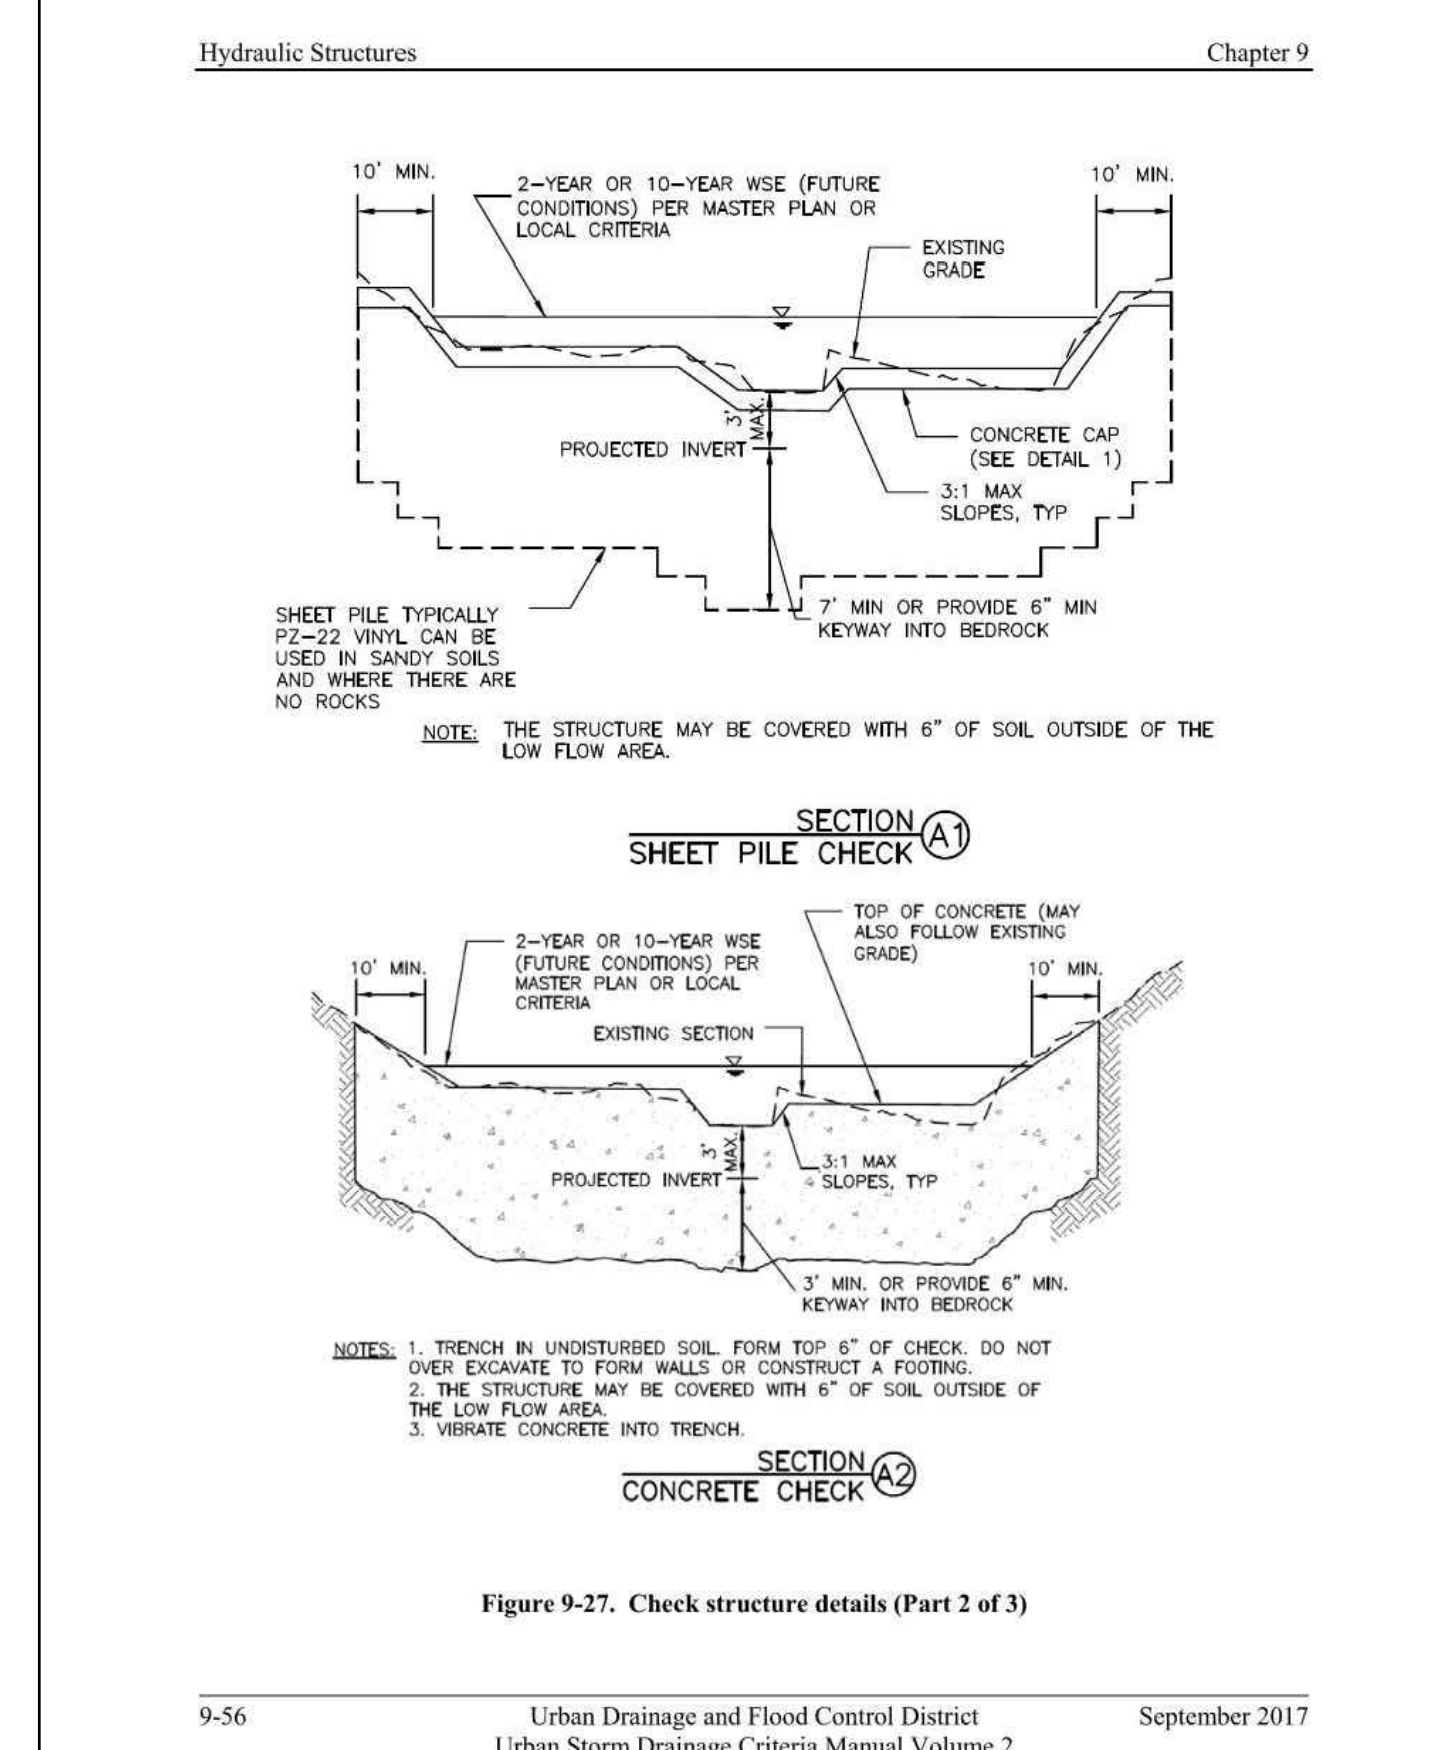 Hydraulic Structures
Chapter 9
10' MIN.
2-YEAR OR 10-YEAR WSE (FUTURE
CONDITIONS) PER MASTER PLAN OR
LOCAL CRITERIA
10' MIN.
EXISTING
GRADE
3'
MAX.
PROJECTED INVERT
CONCRETE CAP
(SEE DETAIL 1)
3:1 MAX
SLOPES, TYP
SHEET PILE TYPICALLY
PZ-22 VINYL CAN BE
USED IN SANDY SOILS
AND WHERE THERE ARE
NO ROCKS
7' MIN OR PROVIDE 6" MIN
KEYWAY INTO BEDROCK
NOTE: THE STRUCTURE MAY BE COVERED WITH 6" OF SOIL OUTSIDE OF THE
LOW FLOW AREA.
SECTION
SHEET PILE CHECK
A1
TOP OF CONCRETE (MAY
ALSO FOLLOW EXISTING
GRADE)
2-YEAR OR 10-YEAR WSE
(FUTURE CONDITIONS) PER
MASTER PLAN OR LOCAL
CRITERIA
10' MIN.
10' MIN.
EXISTING SECTION
3'
MAX.
PROJECTED INVERT
3:1 MAX
SLOPES, TYP
3' MIN. OR PROVIDE 6" MIN.
KEYWAY INTO BEDROCK
NOTES: 1. TRENCH IN UNDISTURBED SOIL. FORM TOP 6" OF CHECK. DO NOT
OVER EXCAVATE TO FORM WALLS OR CONSTRUCT A FOOTING.
2. THE STRUCTURE MAY BE COVERED WITH 6" OF SOIL OUTSIDE OF
THE LOW FLOW AREA.
3. VIBRATE CONCRETE INTO TRENCH.
SECTION
CONCRETE CHECK
A2
Figure 9-27. Check structure details (Part 2 of 3)
9-56
Urban Drainage and Flood Control District
September 2017
Urban Storm Drainage Criteria Manual Volume 2